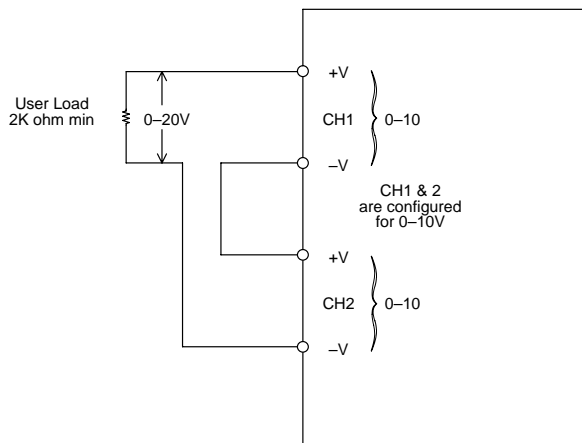 +V
User Load
2K ohm min
0–20V
CH1
0–10
–V
CH1 & 2
are configured
for 0–10V
+V
CH2
0–10
–V